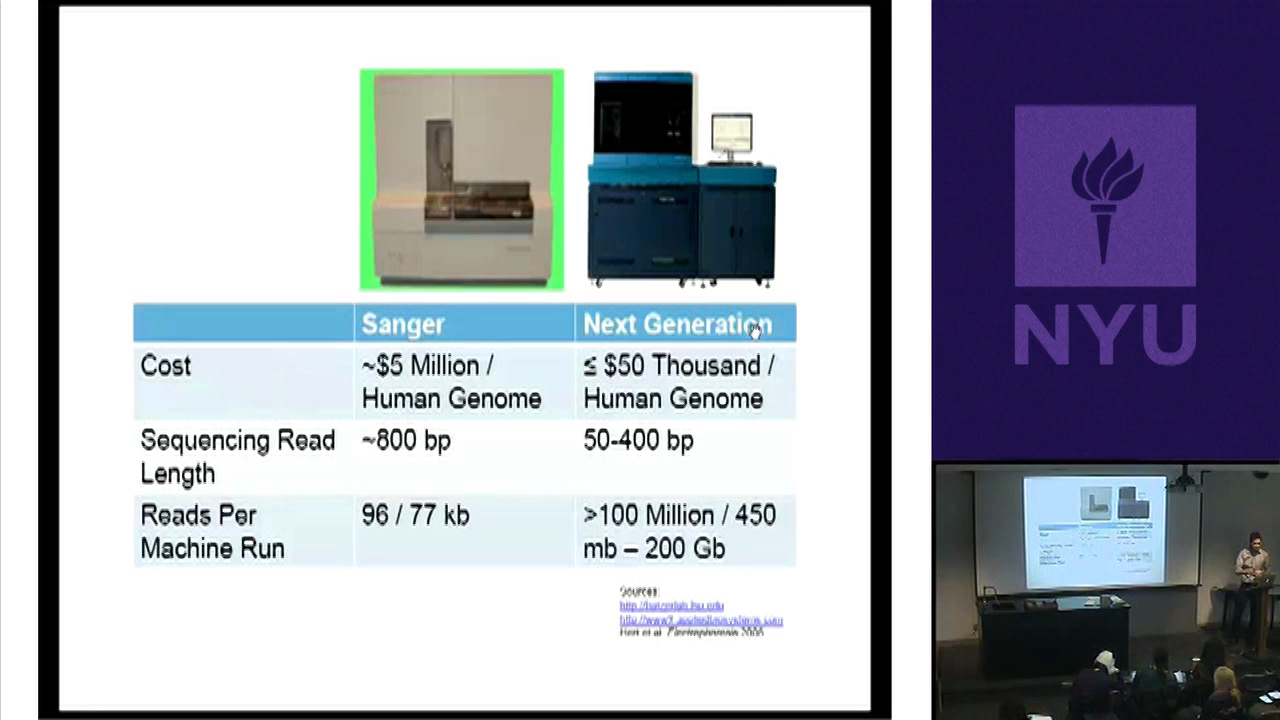 Sanger
Next Generation
Cost
~$5 Million /
Human Genome
≤ $50 Thousand /
Human Genome
Sequencing Read
Length
~800 bp
50-400 bp
Reads Per
Machine Run
96 / 77 kb
>100 Million / 450
mb – 200 Gb
Sources:
NYU